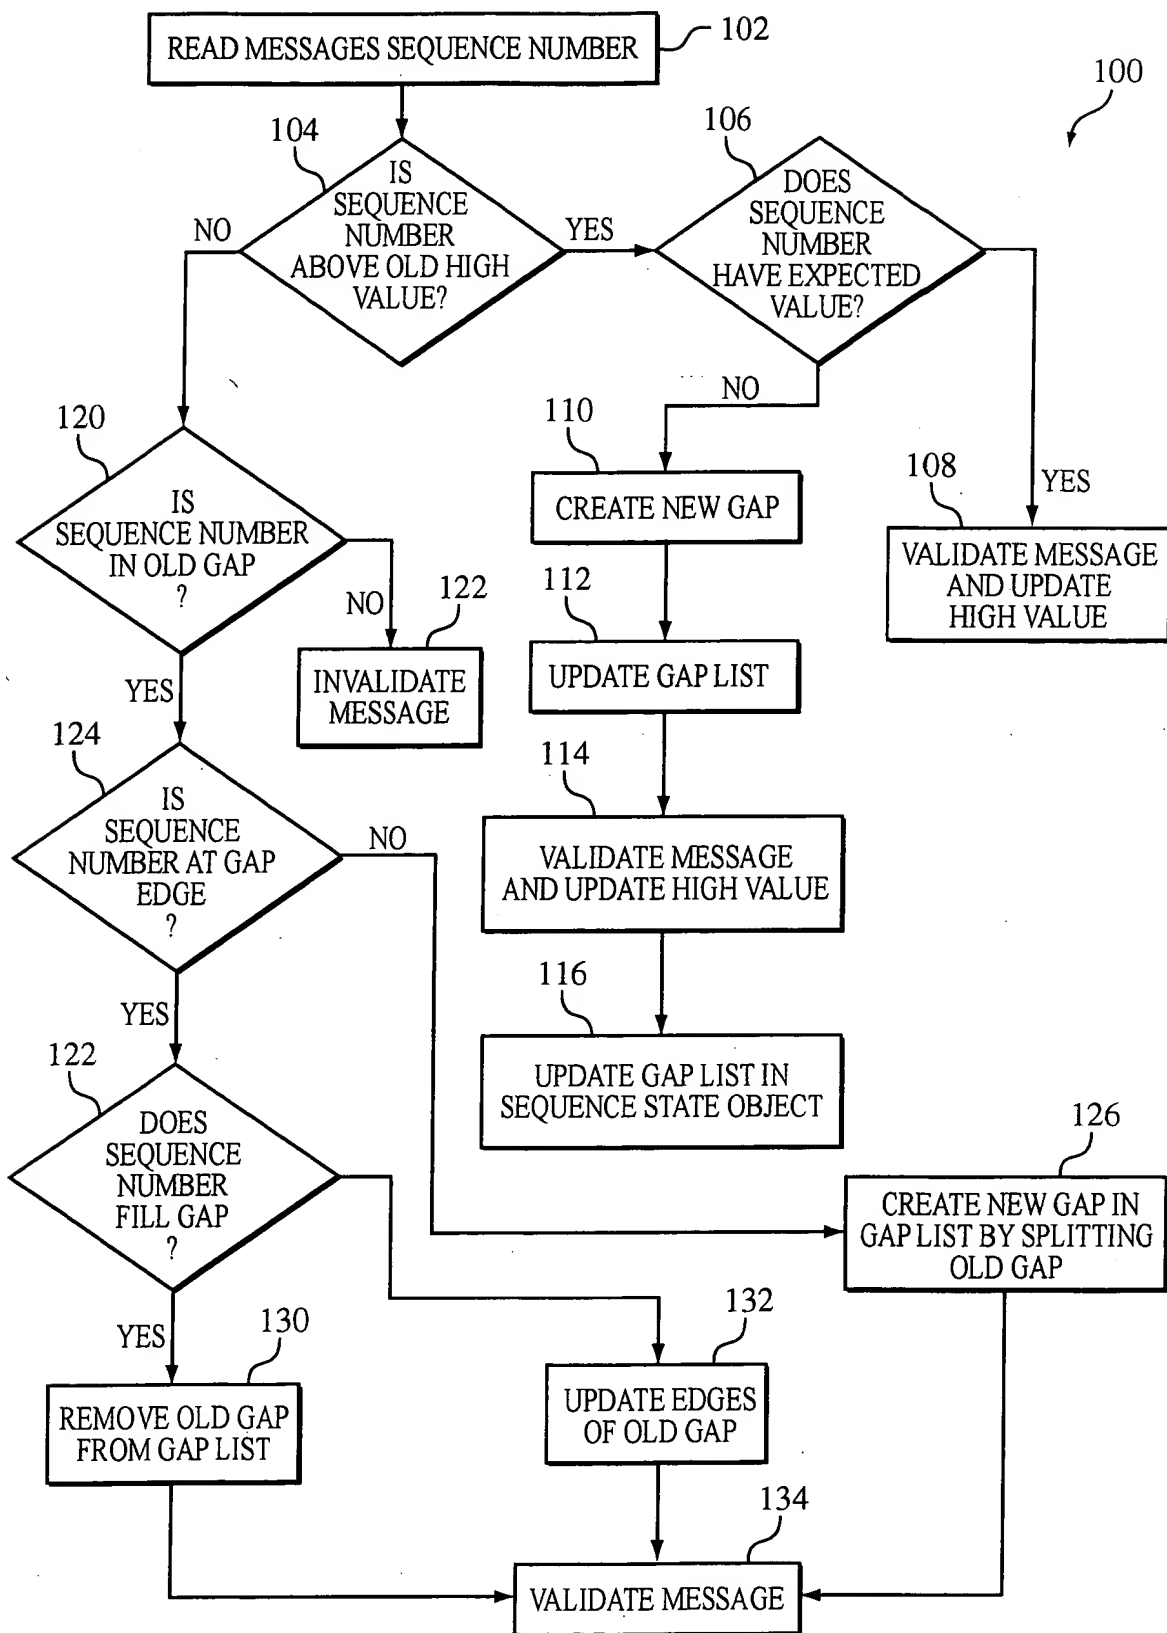 READ MESSAGES SEQUENCE NUMBER
102
100
104
IS
SEQUENCE
NUMBER
ABOVE OLD HIGH
VALUE?
NO
YES
106
DOES
SEQUENCE
NUMBER
HAVE EXPECTED
VALUE?
NO
YES
108
VALIDATE MESSAGE
AND UPDATE
HIGH VALUE
110
CREATE NEW GAP
112
UPDATE GAP LIST
114
VALIDATE MESSAGE
AND UPDATE HIGH VALUE
116
UPDATE GAP LIST IN
SEQUENCE STATE OBJECT
120
IS
SEQUENCE NUMBER
IN OLD GAP
?
NO
122
INVALIDATE
MESSAGE
YES
124
IS
SEQUENCE
NUMBER AT GAP
EDGE
?
NO
YES
122
DOES
SEQUENCE
NUMBER
FILL GAP
?
126
CREATE NEW GAP IN
GAP LIST BY SPLITTING
OLD GAP
YES
130
REMOVE OLD GAP
FROM GAP LIST
132
UPDATE EDGES
OF OLD GAP
134
VALIDATE MESSAGE